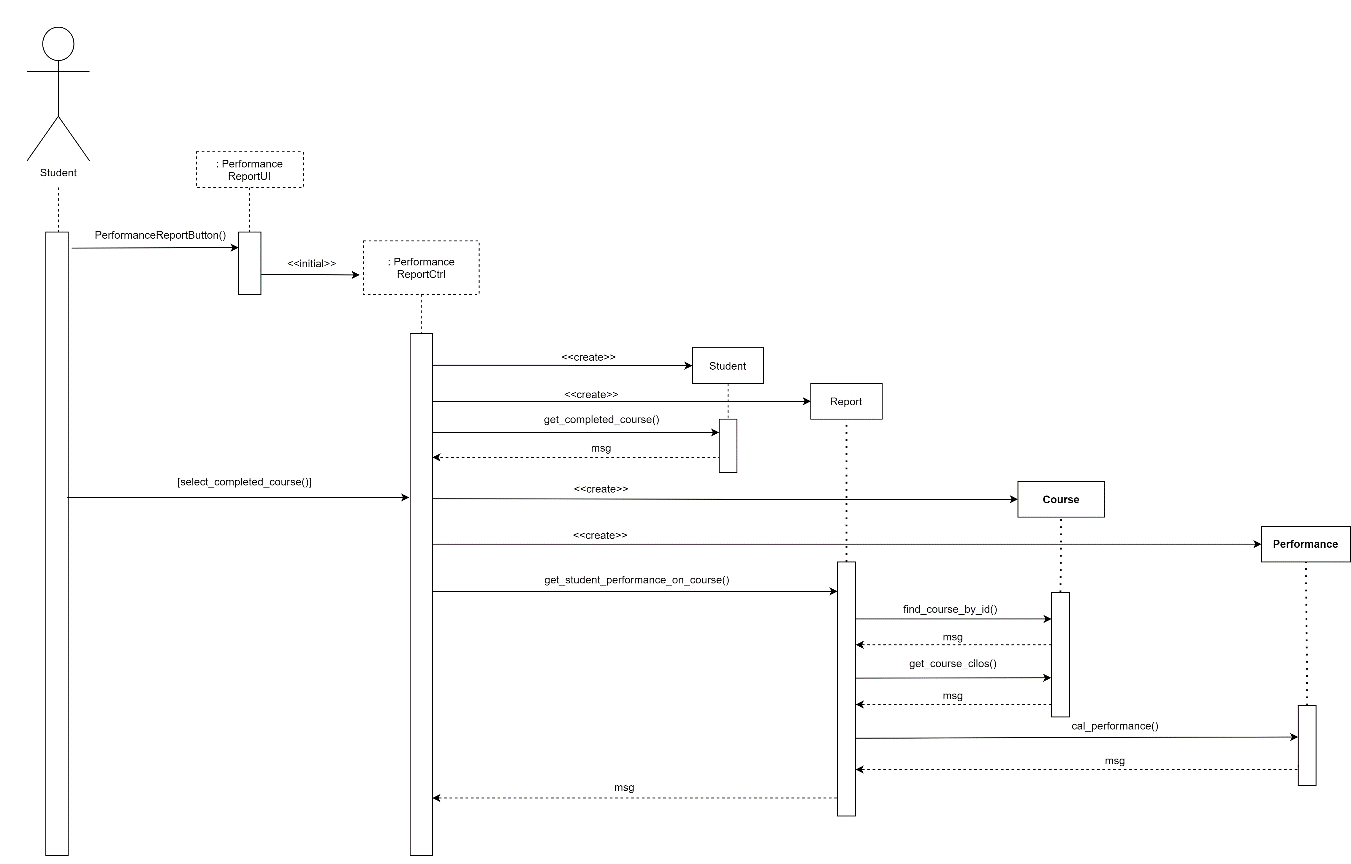 : Performance
ReportUI
Student
PerformanceReportButton()
<<initial>>
: Performance
ReportCtrl
<<create>>
Student
<<create>>
Report
get_completed_course()
msg
[select_completed_course()]
<<create>>
Course
<<create>>
Performance
get_student_performance_on_course()
find_course_by_id()
msg
get_course_cilos()
msg
cal_performance()
msg
msg